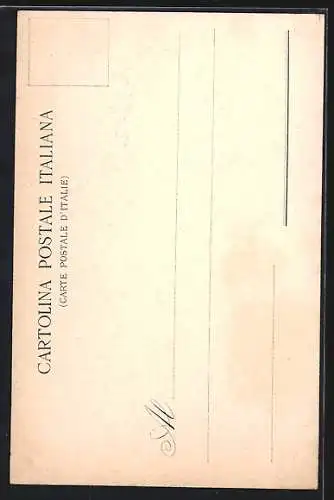 CARTOLINA POSTALE ITALIANA
(CARTE POSTALE D'ITALIE)
M